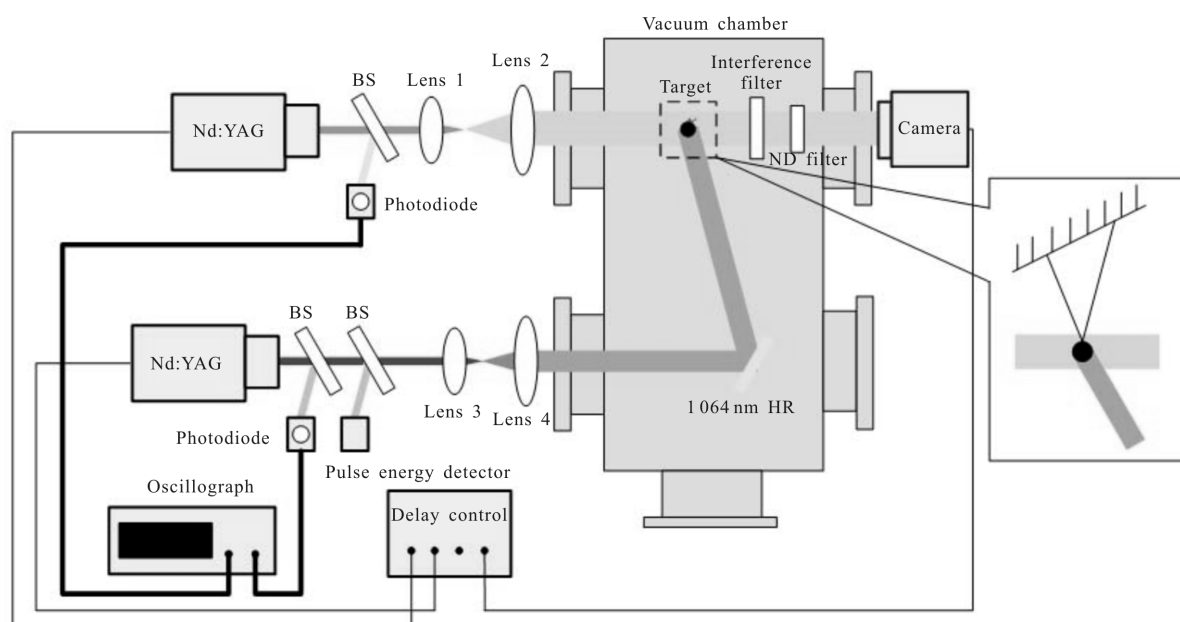 Vacuum chamber
Lens 2
Interference
filter
BS
Lens 1
Target
Nd:YAG
Camera
ND filter
Photodiode
BS
BS
Nd:YAG
Lens 3
Lens 4
1 064 nm HR
Photodiode
Pulse energy detector
Oscillograph
Delay control